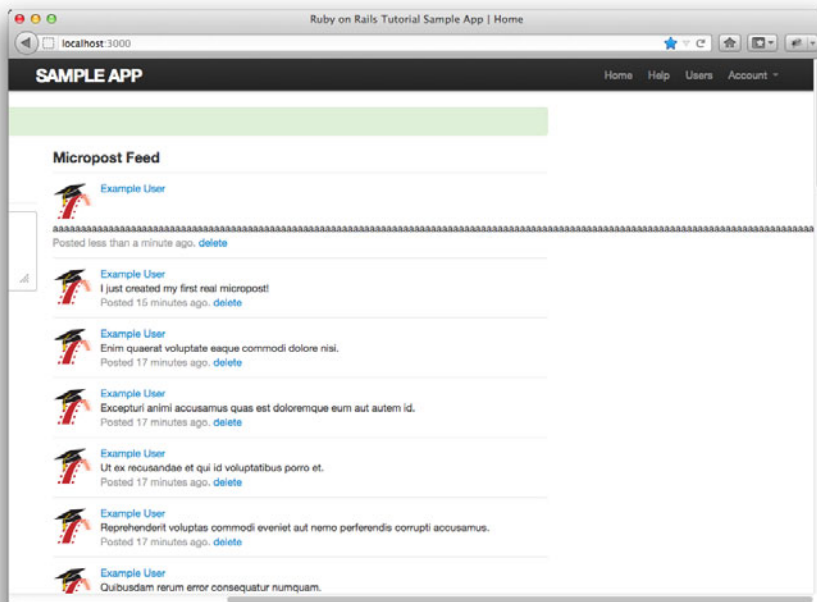 Ruby on Rails Tutorial Sample App | Home
localhost:3000
SAMPLE APP
Home Help Users Account
Micropost Feed
Example User
Posted less than a minute ago. delete
Example User
I just created my first real micropost!
Posted 15 minutes ago. delete
Example User
Enim quaerat voluptate eaque commodi dolore nisi.
Posted 17 minutes ago. delete
Example User
Excepturi animi accusamus quas est doloremque eum aut autem id.
Posted 17 minutes ago. delete
Example User
Ut ex recusandae et qui id voluptatibus porro et.
Posted 17 minutes ago. delete
Example User
Reprehenderit voluptas commodi eveniet aut nemo perferendis corrupti accusamus.
Posted 17 minutes ago. delete
Example User
Quibusdam rerum error consequatur numquam.